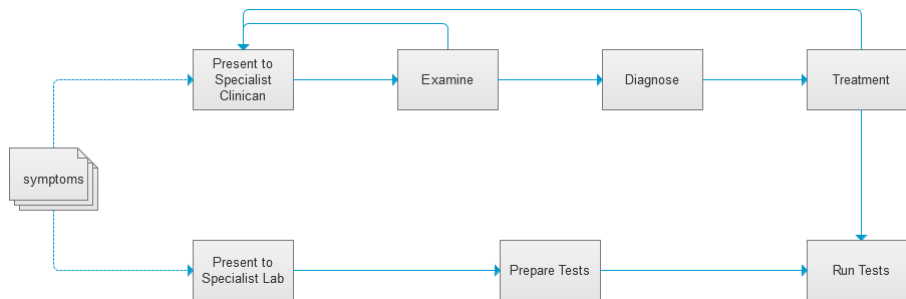 Present to
Specialist
Clinican
Examine
Diagnose
Treatment
symptoms
Present to
Specialist Lab
Prepare Tests
Run Tests